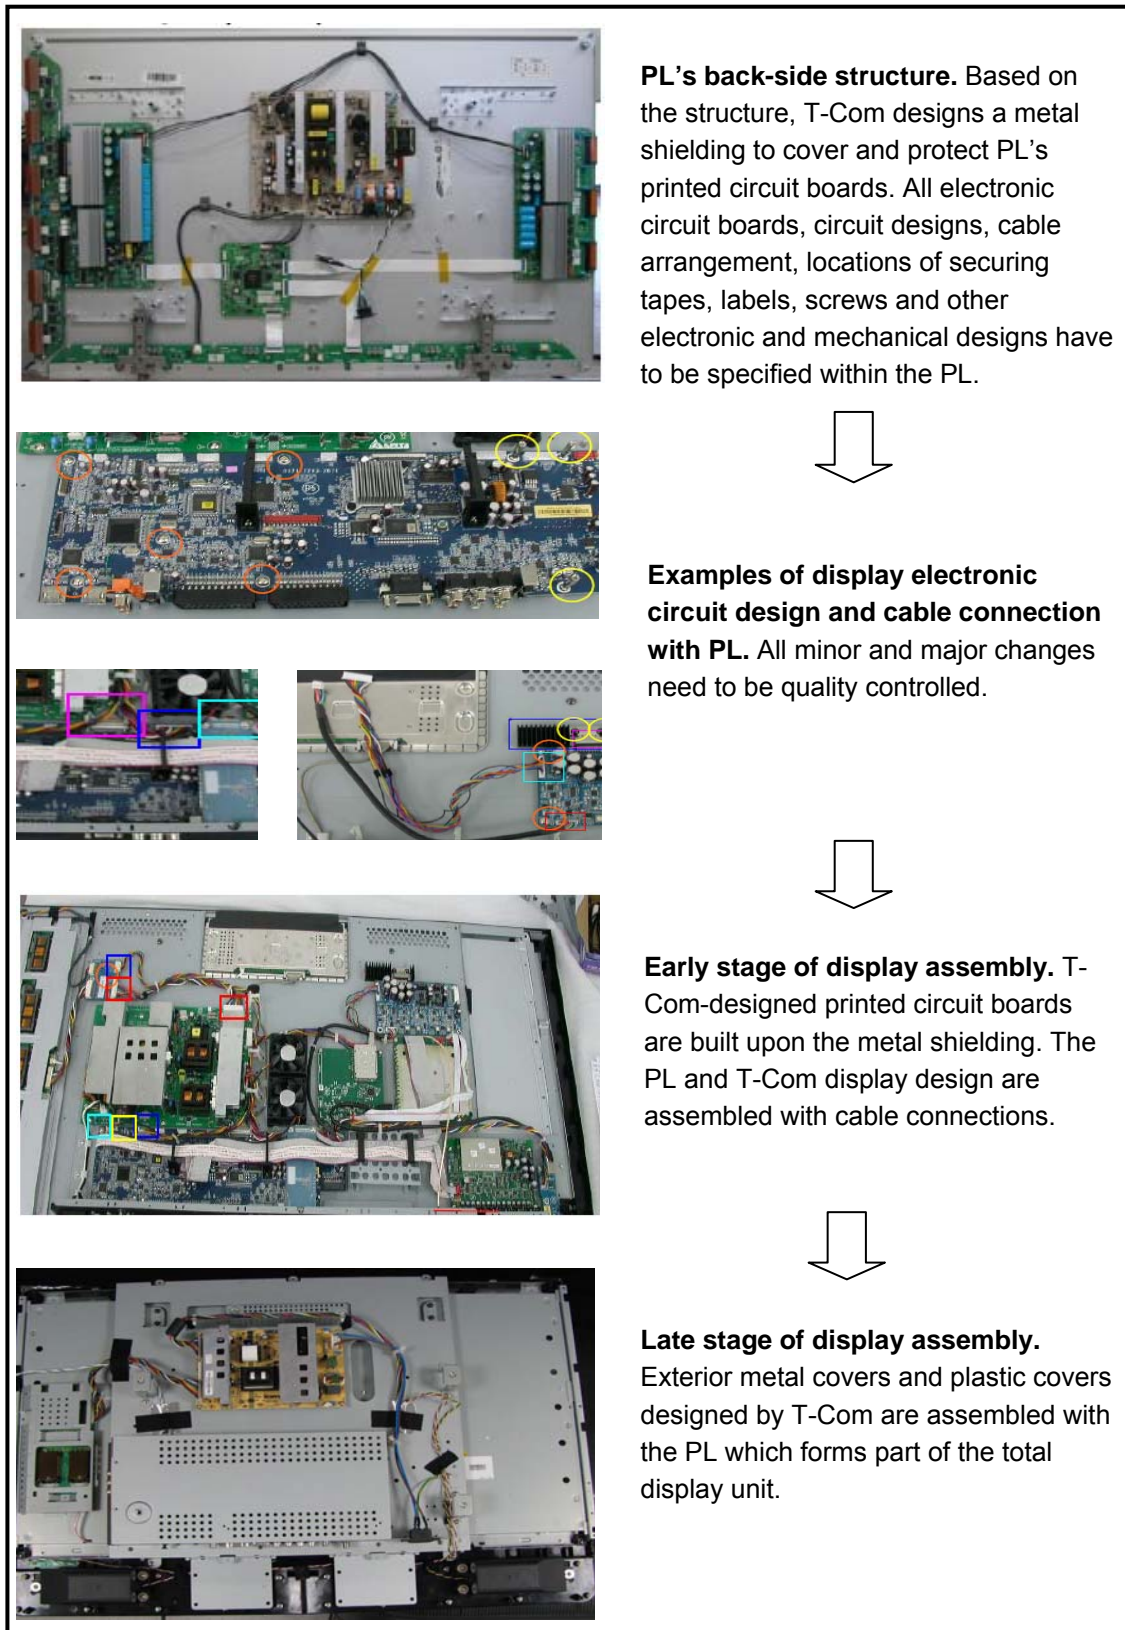 PL’s back-side structure. Based on
the structure, T-Com designs a metal
shielding to cover and protect PL’s
printed circuit boards. All electronic
circuit boards, circuit designs, cable
arrangement, locations of securing
tapes, labels, screws and other
electronic and mechanical designs have
to be specified within the PL.
Examples of display electronic
circuit design and cable connection
with PL. All minor and major changes
need to be quality controlled.
Early stage of display assembly. T-
Com-designed printed circuit boards
are built upon the metal shielding. The
PL and T-Com display design are
assembled with cable connections.
Late stage of display assembly.
Exterior metal covers and plastic covers
designed by T-Com are assembled with
the PL which forms part of the total
display unit.